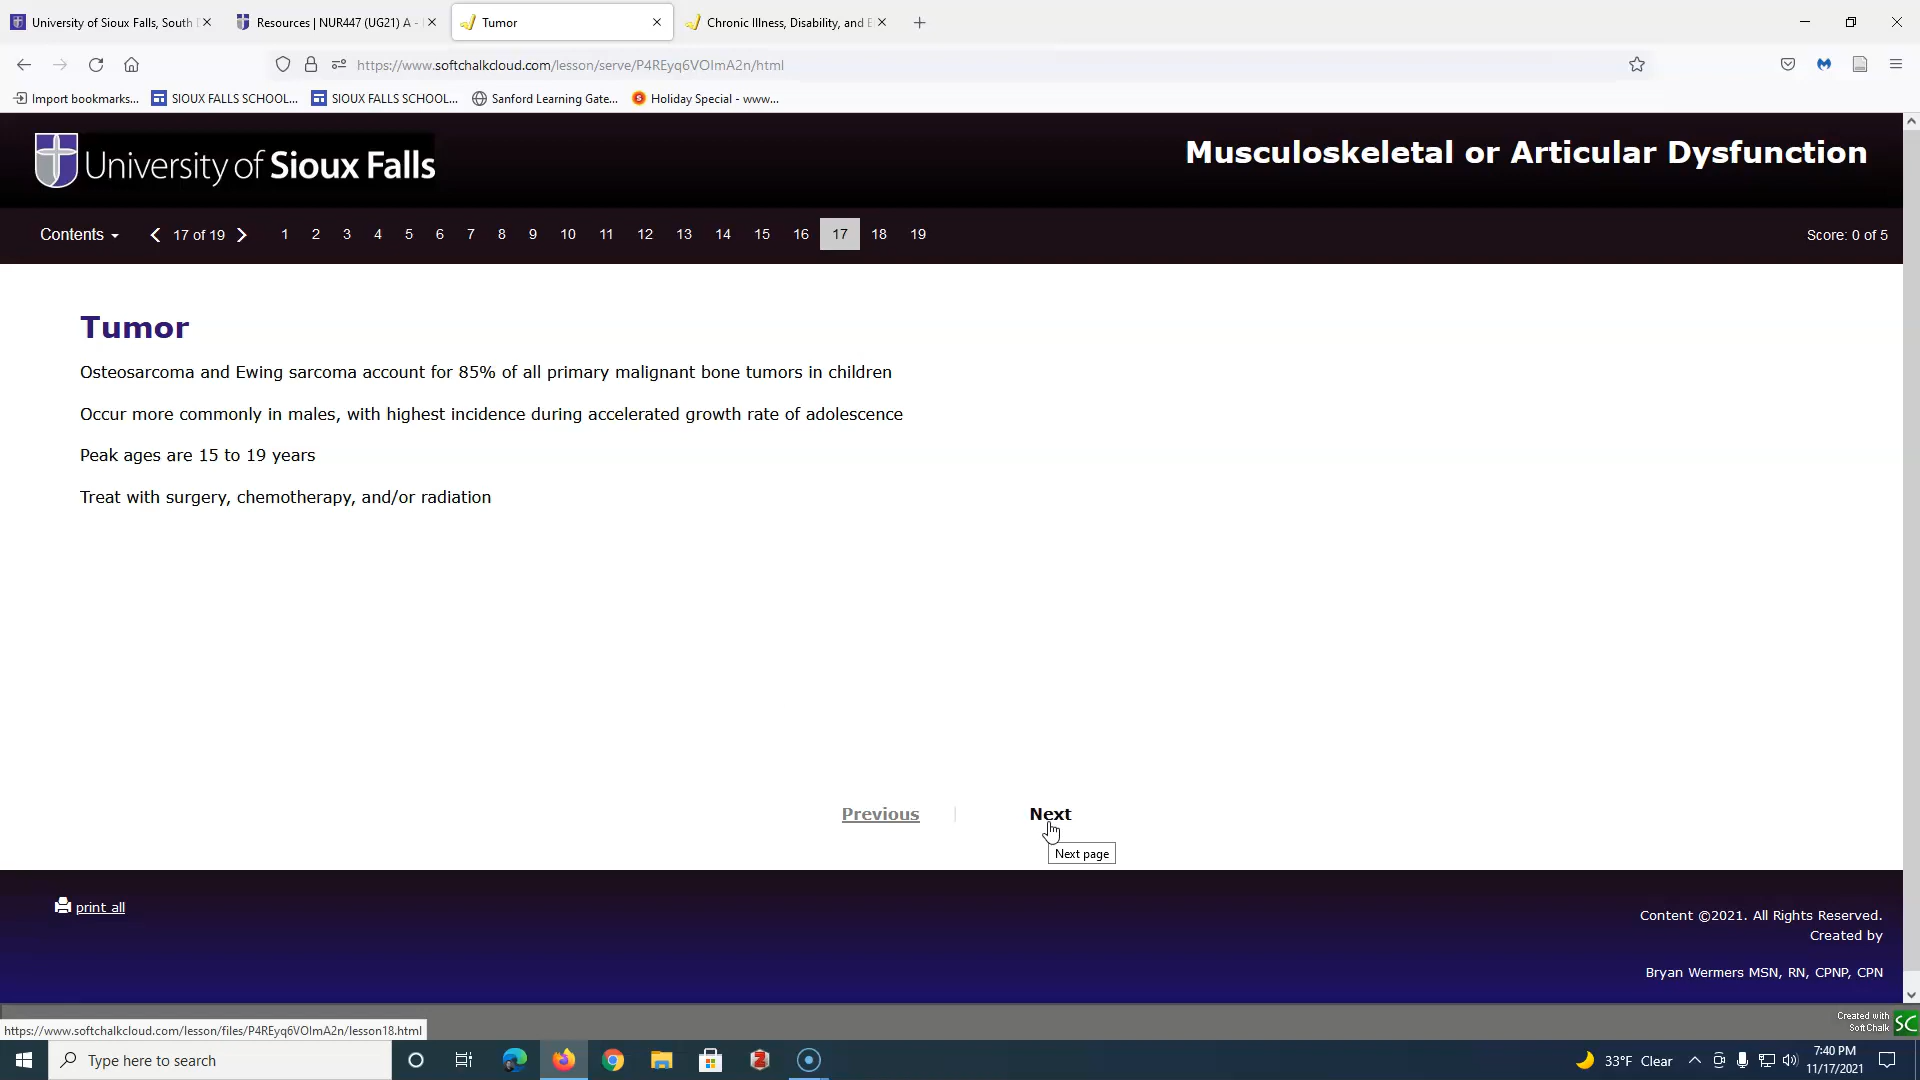 University of Sioux Falls, South
Resources | NUR447 (UG21) A -
Tumor
Chronic Illness, Disability, and
https://www.softchalkcloud.com/lesson/serve/P4REyq6VOImA2n/html
Import bookmarks...
SIOUX FALLS SCHOOL...
SIOUX FALLS SCHOOL...
Sanford Learning Gate...
Holiday Special - www...
University of Sioux Falls
Musculoskeletal or Articular Dysfunction
Contents
17 of 19
1 2 3 4 5 6 7 8 9 10 11 12 13 14 15 16 17 18 19
Score: 0 of 5
Tumor
Osteosarcoma and Ewing sarcoma account for 85% of all primary malignant bone tumors in children
Occur more commonly in males, with highest incidence during accelerated growth rate of adolescence
Peak ages are 15 to 19 years
Treat with surgery, chemotherapy, and/or radiation
Previous
Next
Next page
print all
Content ©2021. All Rights Reserved.
Created by
Bryan Wermers MSN, RN, CPNP, CPN
https://www.softchalkcloud.com/lesson/files/P4REyq6VOImA2n/lesson18.html
Created with
SoftChalk
SC
Type here to search
33°F Clear
7:40 PM
11/17/2021